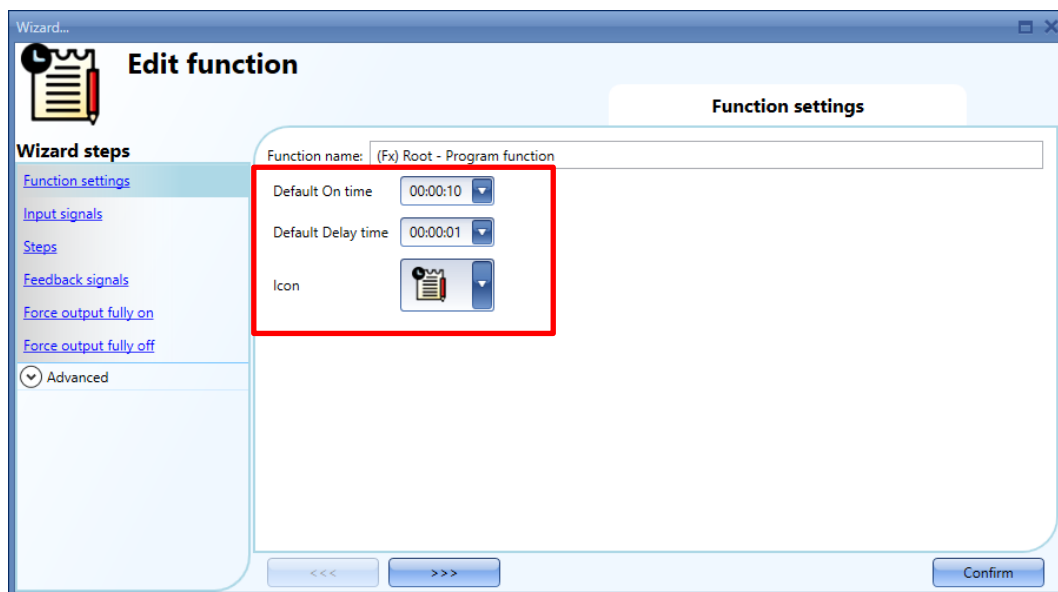 Wizard...
Edit function
Function settings
Wizard steps
Function settings
Input signals
Steps
Feedback signals
Force output fully on
Force output fully off
Advanced
Function name: (Fx) Root - Program function
Default On time 00:00:10
Default Delay time 00:00:01
Icon
<<< >>> Confirm